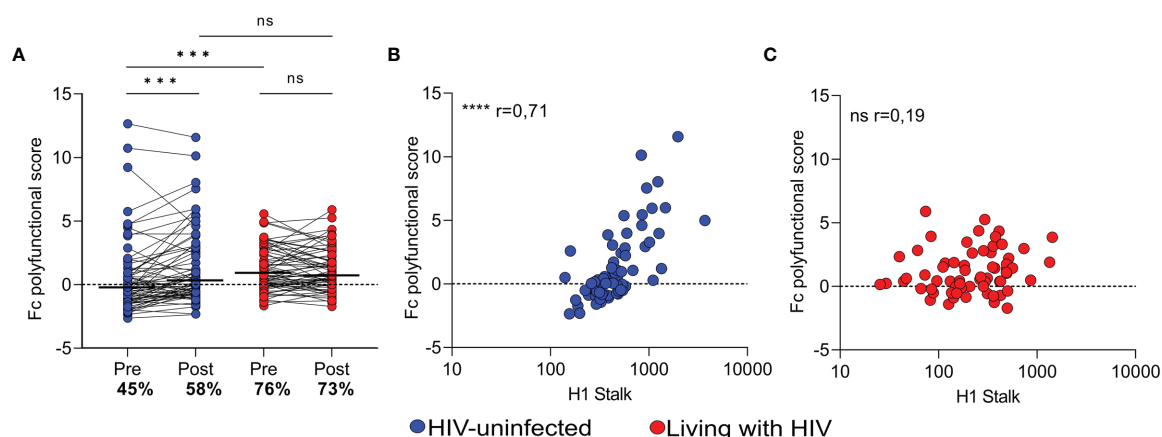 ns
A
* * *
* * *
ns
15
10
5
0
-5
Fc polyfunctional score
Pre
Post
Pre
Post
45%
58%
76%
73%
B
**** r=0,71
15
10
5
0
-5
Fc polyfunctional score
10
100
1000
10000
H1 Stalk
C
ns r=0,19
15
10
5
0
-5
Fc polyfunctional score
10
100
1000
10000
H1 Stalk
HIV-uninfected
Living with HIV